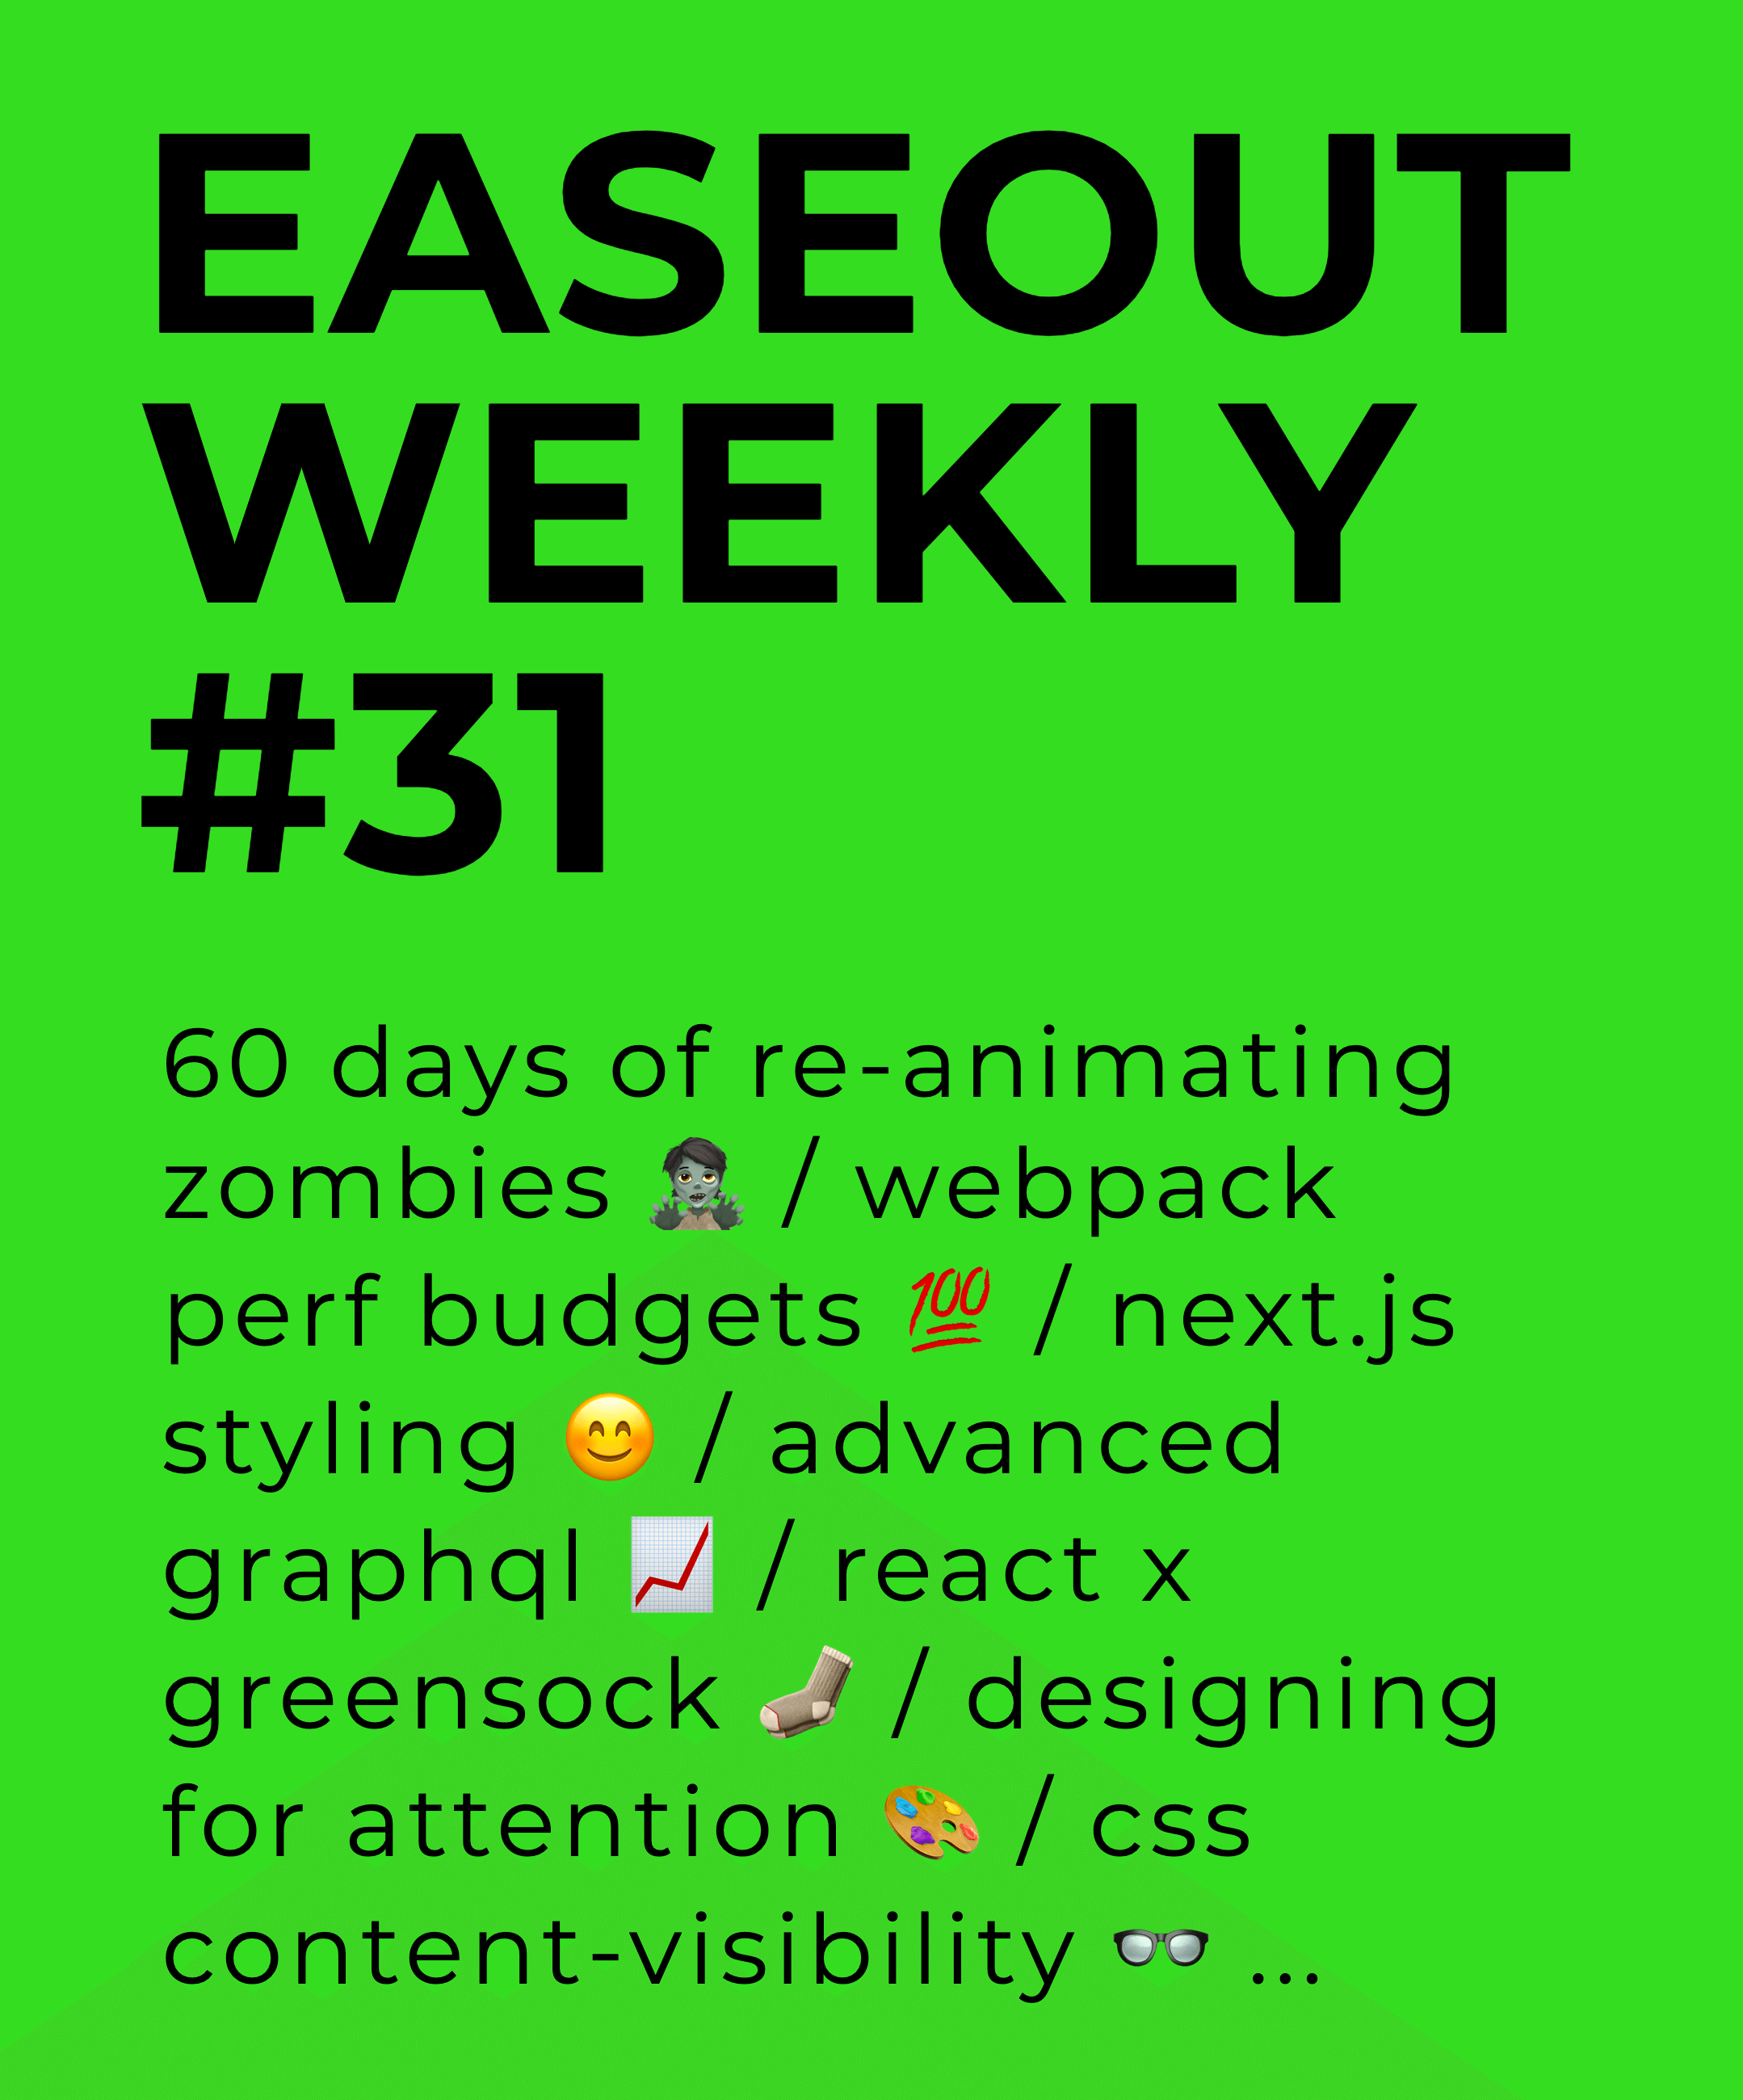 EASEOUT
WEEKLY
#31
60 days of re-animating
zombies 🧟 / webpack
perf budgets 💯 / next.js
styling 😊 / advanced
graphql 📈 / react x
greensock 🧦 / designing
for attention 🎨 / css
content-visibility 👓 ...